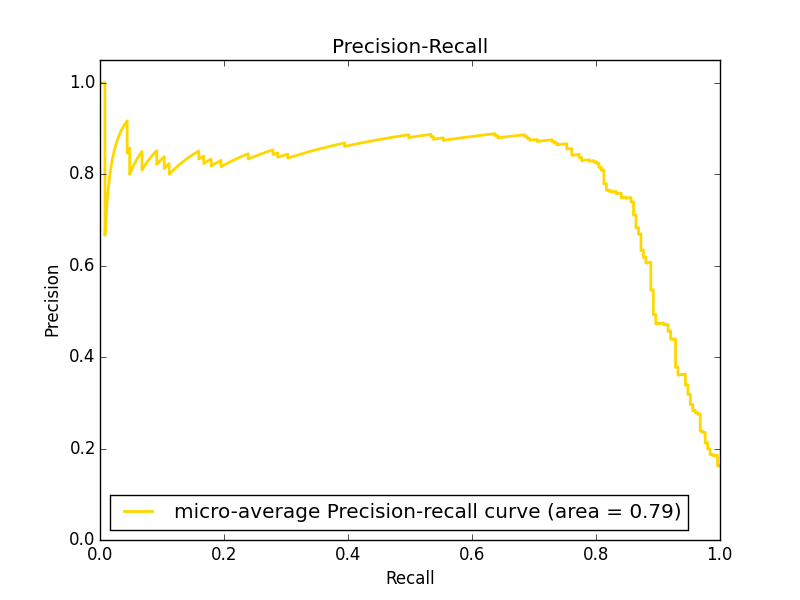 Precision-Recall
1.0
0.8
0.6
0.4
0.2
0.0
Precision
micro-average Precision-recall curve (area = 0.79)
0.0 0.2 0.4 0.6 0.8 1.0
Recall